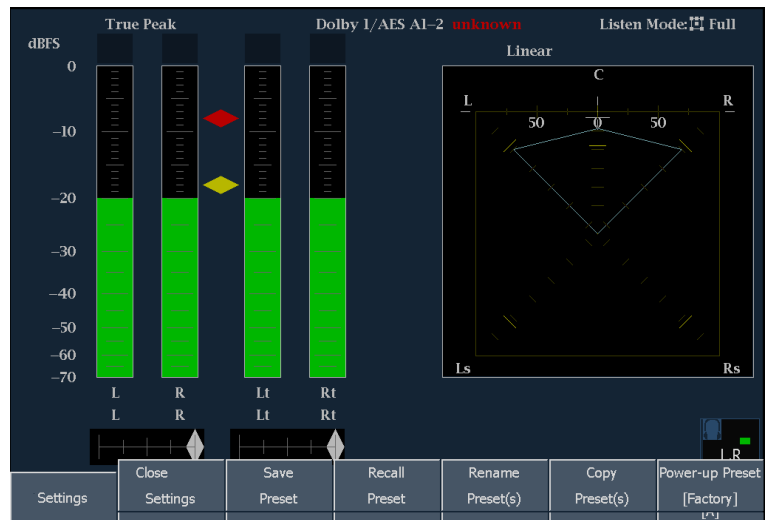 True Peak
Dolby 1/AES A1–2 unknown
Listen Mode: Full
dBFS
Linear
0
–10
–20
–30
–40
–50
–60
–70
C
L
R
50
0
50
Ls
Rs
L R Lt Rt
L R Lt Rt
L R
Settings
Close Settings
Save Preset
Recall Preset
Rename Preset(s)
Copy Preset(s)
Power-up Preset [Factory]